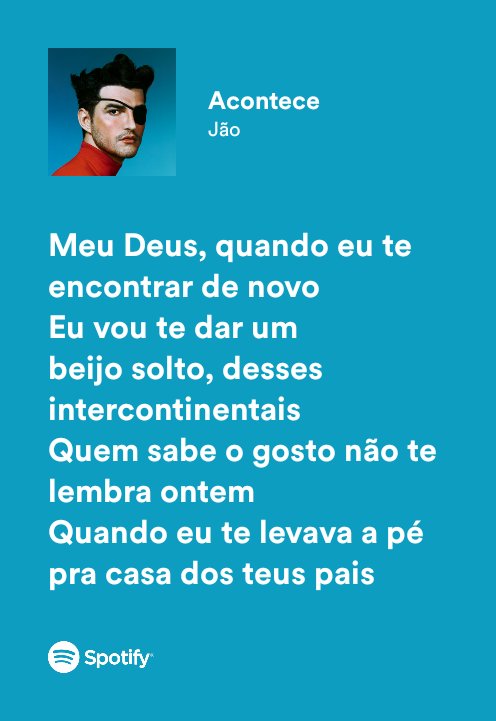 Acontece
Jão
Meu Deus, quando eu te
encontrar de novo
Eu vou te dar um
beijo solto, desses
intercontinentais
Quem sabe o gosto não te
lembra ontem
Quando eu te levava a pé
pra casa dos teus pais
Spotify